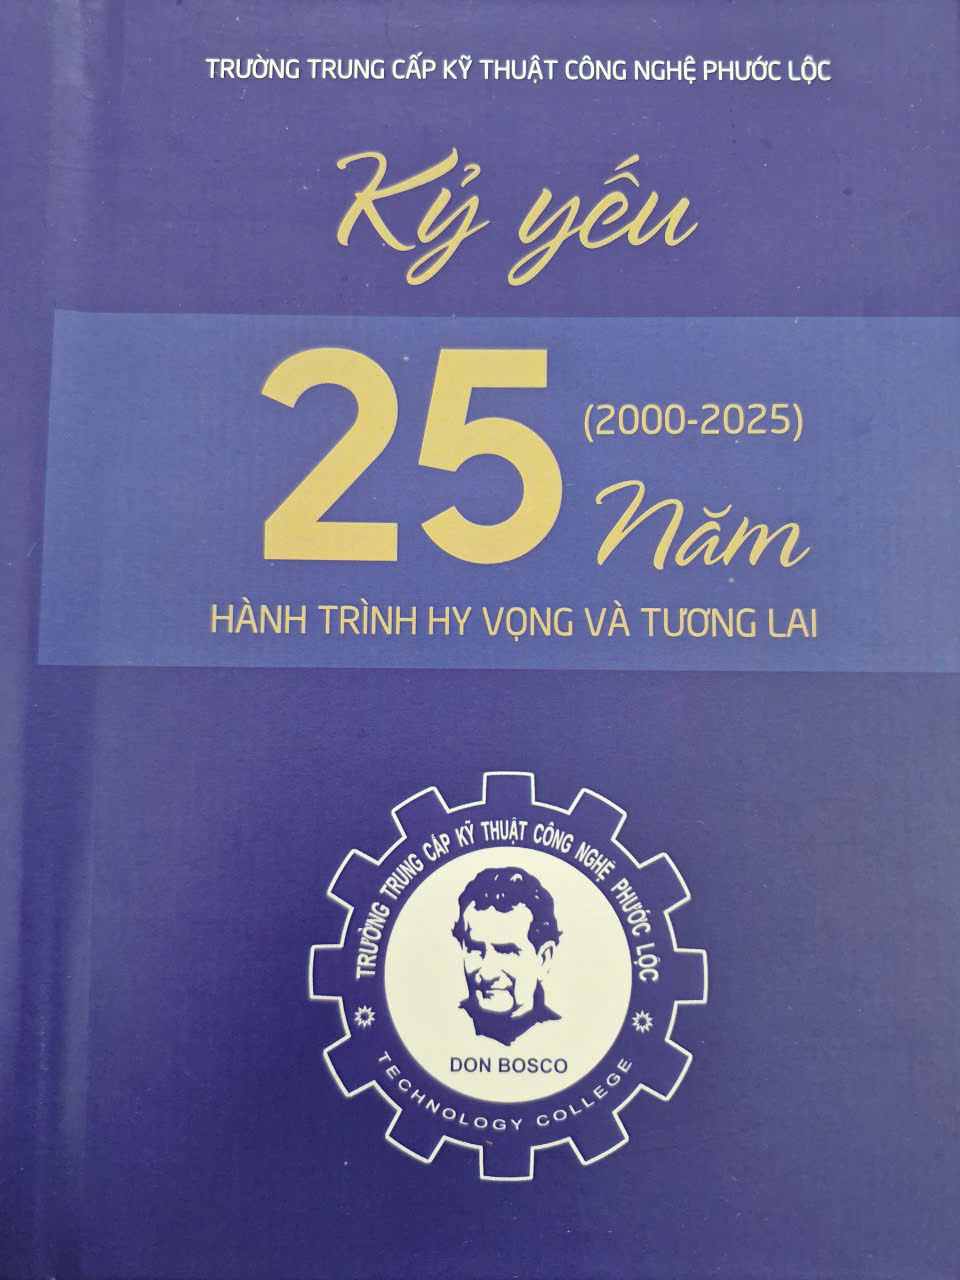 TRƯỜNG TRUNG CẤP KỸ THUẬT CÔNG NGHỆ PHƯỚC LỘC
Kỷ yếu
25
(2000-2025)
Năm
HÀNH TRÌNH HY VỌNG VÀ TƯƠNG LAI
TRƯỜNG TRUNG CẤP KỸ THUẬT CÔNG NGHỆ PHƯỚC LỘC
DON BOSCO
TECHNOLOGY COLLEGE